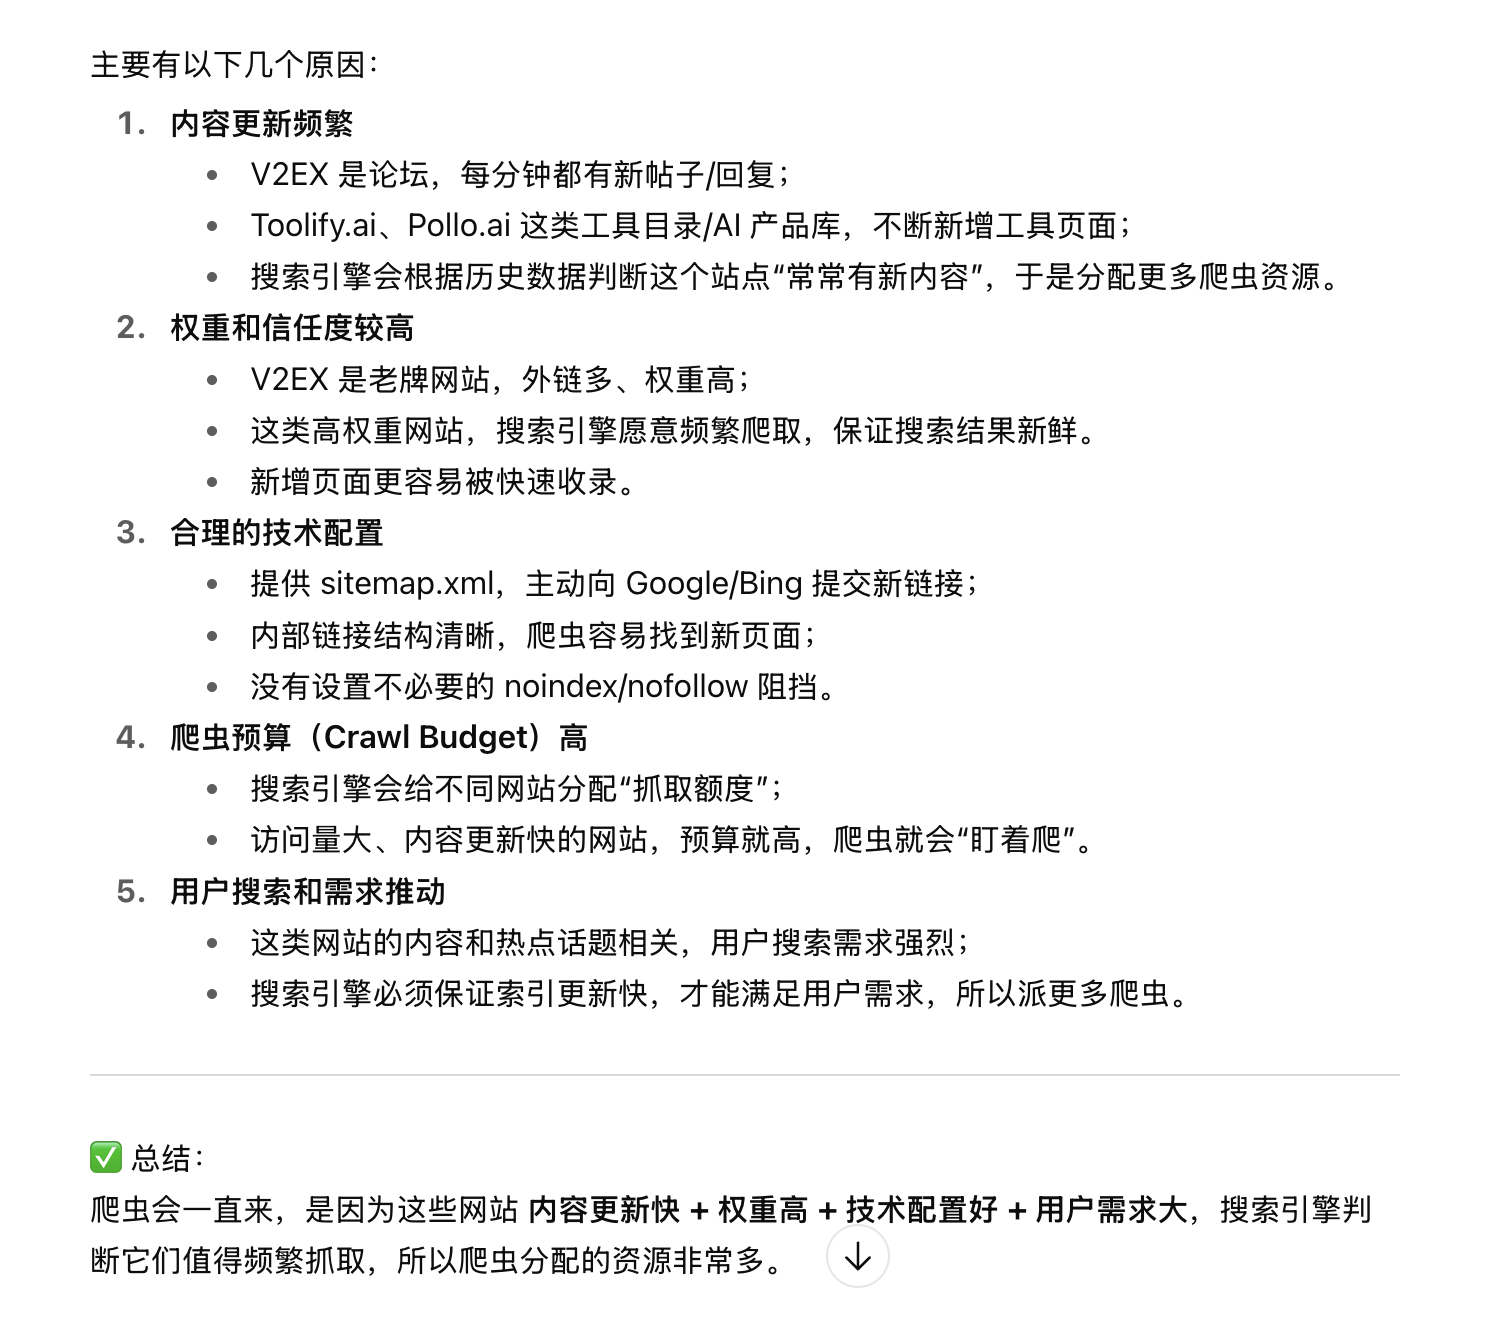 主要有以下几个原因：
1. 内容更新频繁
• V2EX 是论坛，每分钟都有新帖子/回复；
• Toolify.ai、Pollo.ai 这类工具目录/AI 产品库，不断新增工具页面；
• 搜索引擎会根据历史数据判断这个站点“常常有新内容”，于是分配更多爬虫资源。
2. 权重和信任度较高
• V2EX 是老牌网站，外链多、权重高；
• 这类高权重网站，搜索引擎愿意频繁爬取，保证搜索结果新鲜。
• 新增页面更容易被快速收录。
3. 合理的技术配置
• 提供 sitemap.xml，主动向 Google/Bing 提交新链接；
• 内部链接结构清晰，爬虫容易找到新页面；
• 没有设置不必要的 noindex/nofollow 阻挡。
4. 爬虫预算（Crawl Budget）高
• 搜索引擎会给不同网站分配“抓取额度”；
• 访问量大、内容更新快的网站，预算就高，爬虫就会“盯着爬”。
5. 用户搜索和需求推动
• 这类网站的内容和热点话题相关，用户搜索需求强烈；
• 搜索引擎必须保证索引更新快，才能满足用户需求，所以派更多爬虫。
✅ 总结：
爬虫会一直来，是因为这些网站 内容更新快 + 权重高 + 技术配置好 + 用户需求大，搜索引擎判
断它们值得频繁抓取，所以爬虫分配的资源非常多。